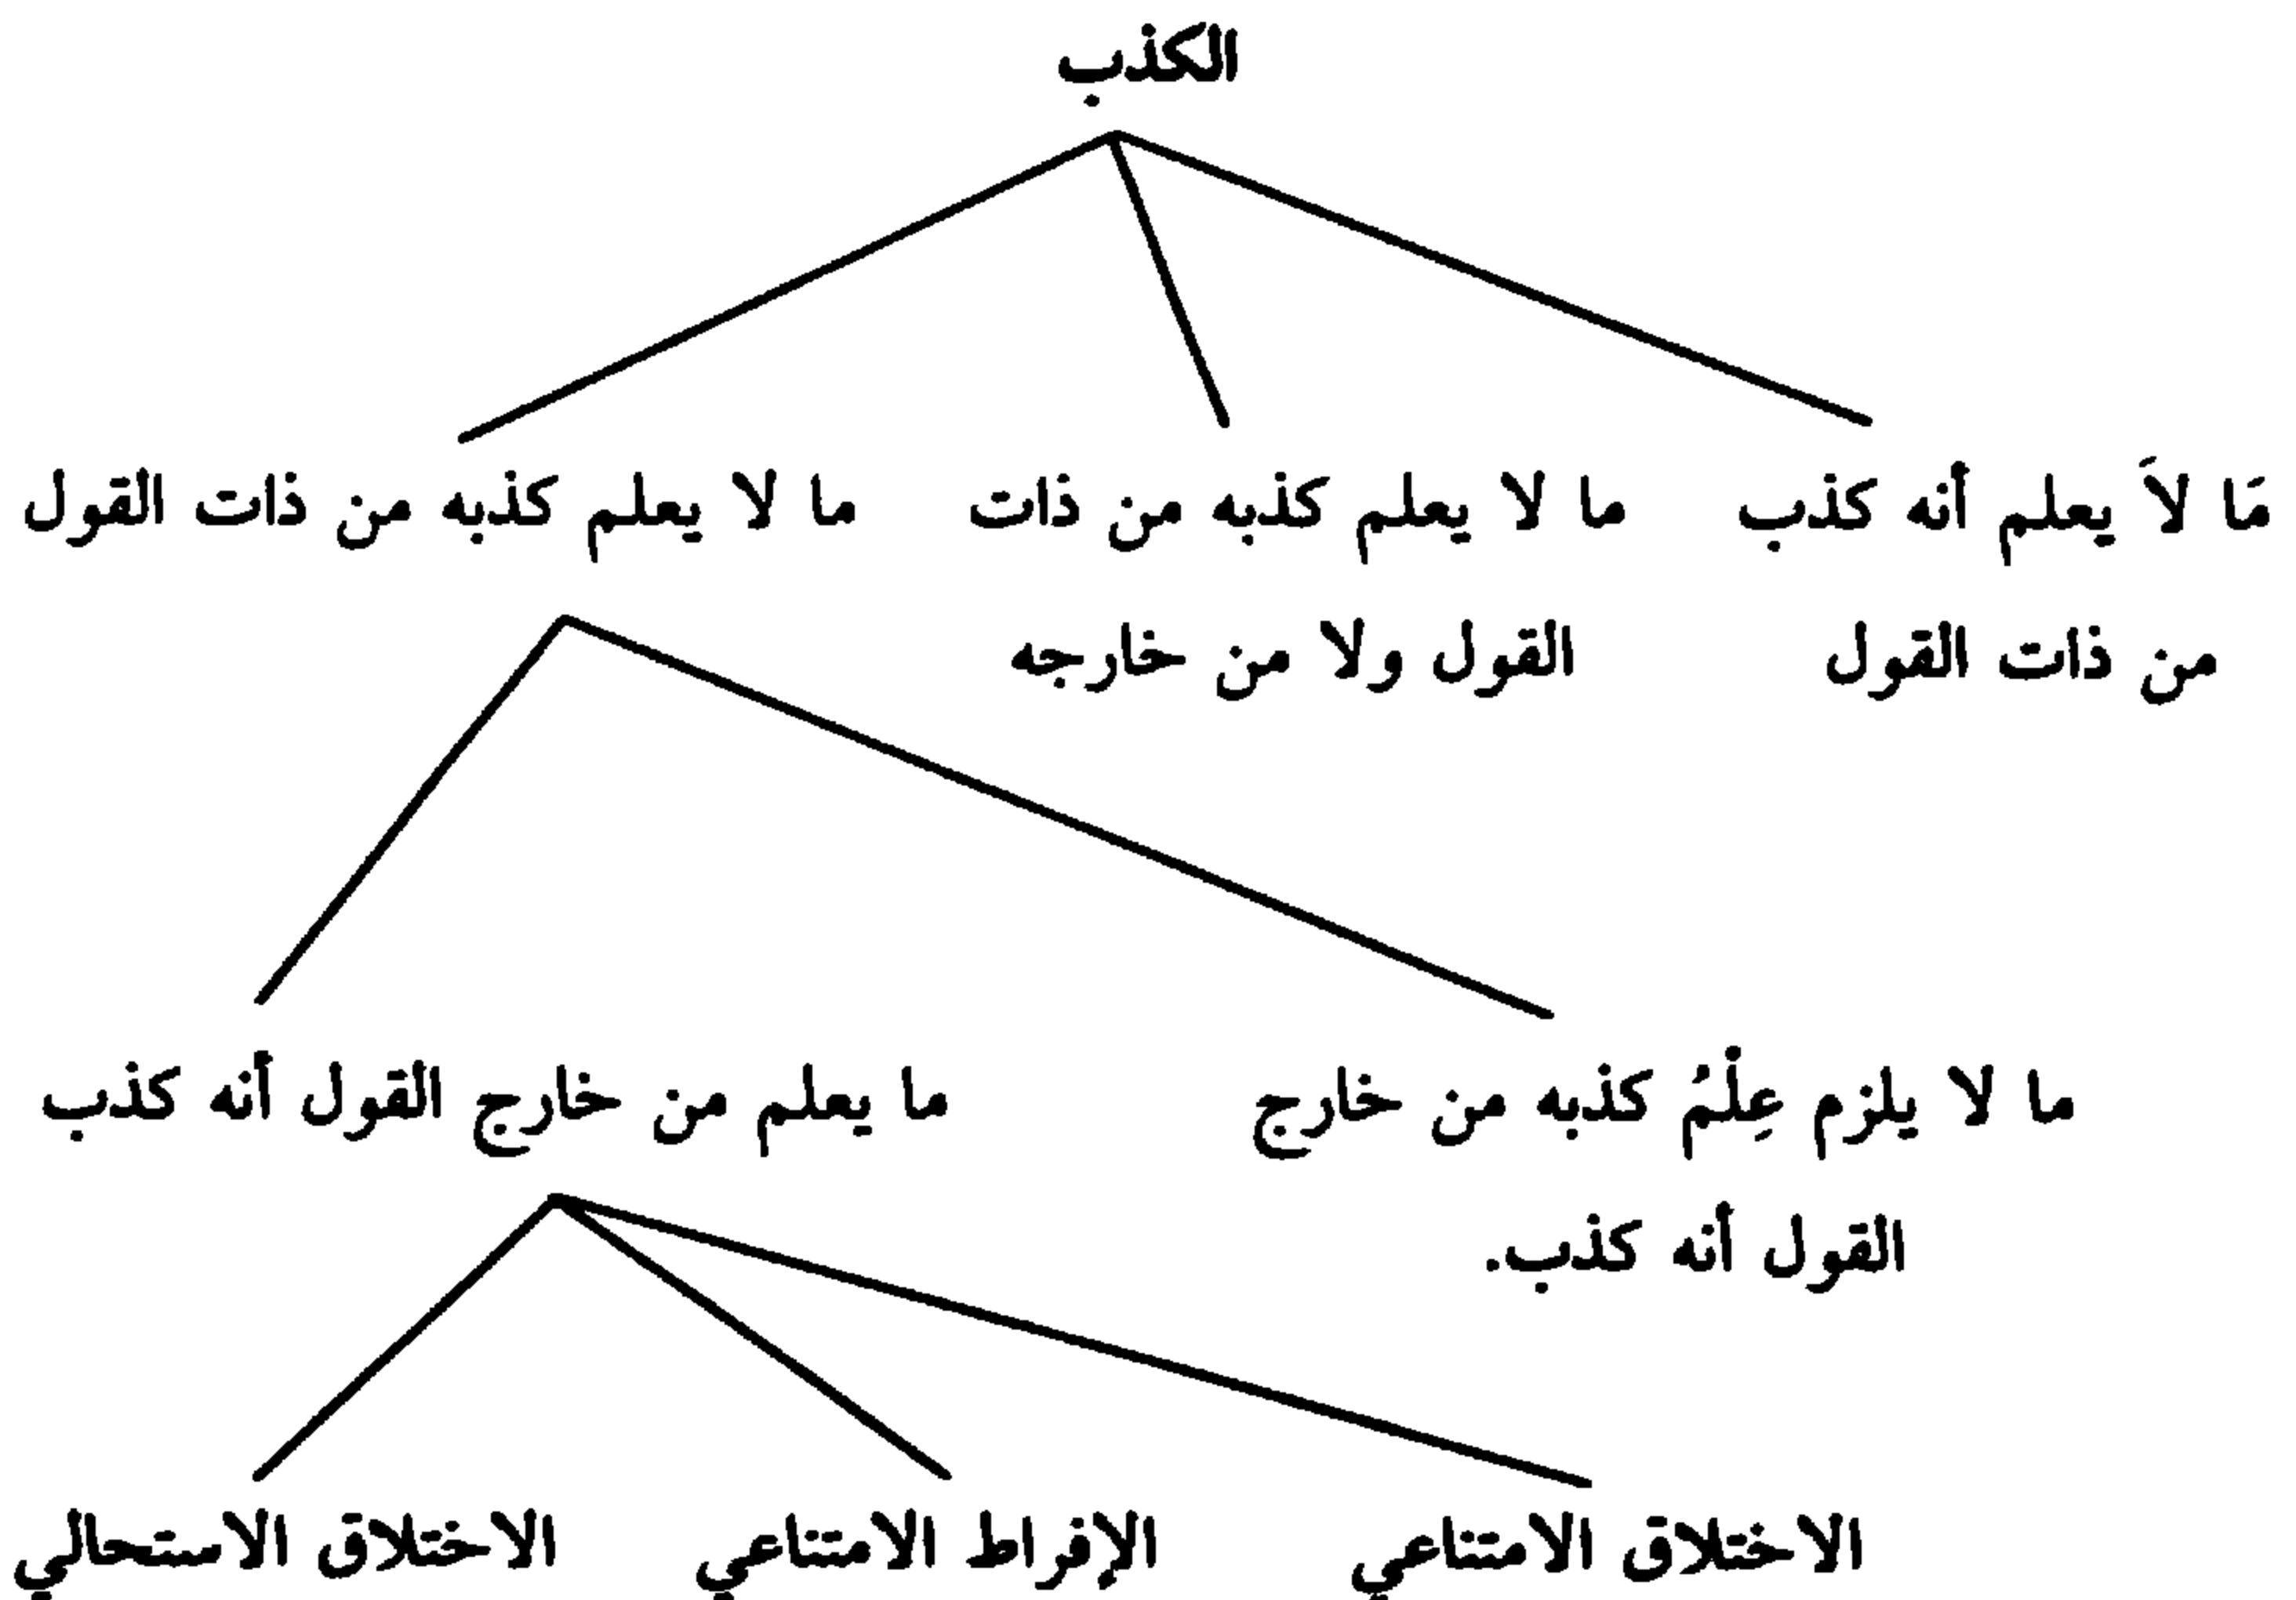 الكذب
مَا لاَ يعلم أنه كذب
من ذات القول
ما لا يعلم كذبه من ذات
القول ولا من خارجه
ما لا يعلم كذبه من ذات القول
ما لا يلزم عِلْمُ كذبه من خارج
القول أنه كذب.
ما يعلم من خارج القول أنه كذب
الاختلاق الامتناعي
الإفراط الامتناعي
الاختلاق الاستحالي